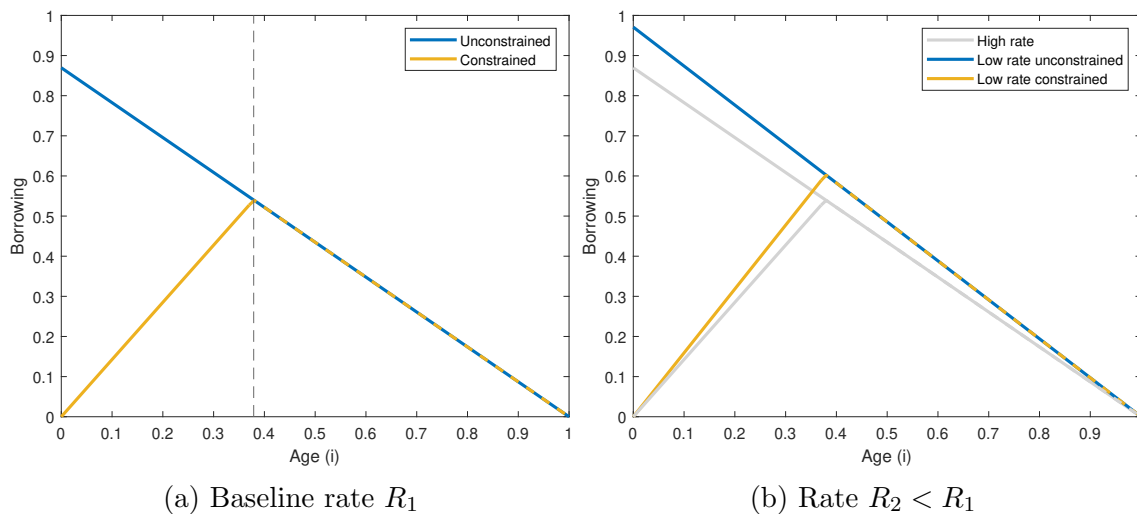 1
0.9
0.8
0.7
0.6
0.5
0.4
0.3
0.2
0.1
0
Borrowing
0 0.1 0.2 0.3 0.4 0.5 0.6 0.7 0.8 0.9 1
Age (i)
Unconstrained
Constrained
(a) Baseline rate R₁
1
0.9
0.8
0.7
0.6
0.5
0.4
0.3
0.2
0.1
0
Borrowing
0 0.1 0.2 0.3 0.4 0.5 0.6 0.7 0.8 0.9
Age (i)
High rate
Low rate unconstrained
Low rate constrained
(b) Rate R₂ < R₁